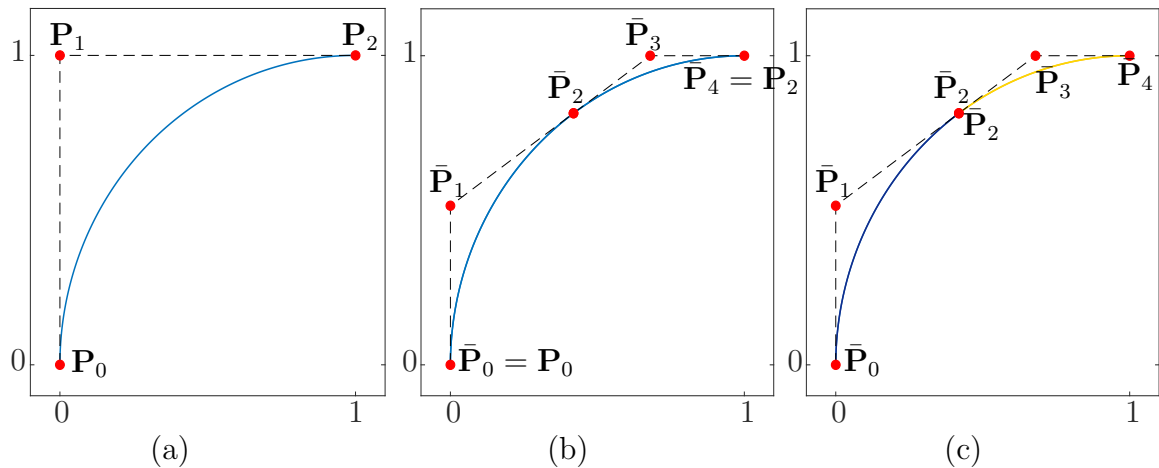 P₁ P₂
1
P₀
0
0 1
(a)
P̄₃
1
P̄₄ = P₂
P̄₂
P̄₁
P̄₀ = P₀
0
0 1
(b)
1
P̄₃ P̄₄
P̄₂
P̄₂
P̄₁
P̄₀
0
0 1
(c)